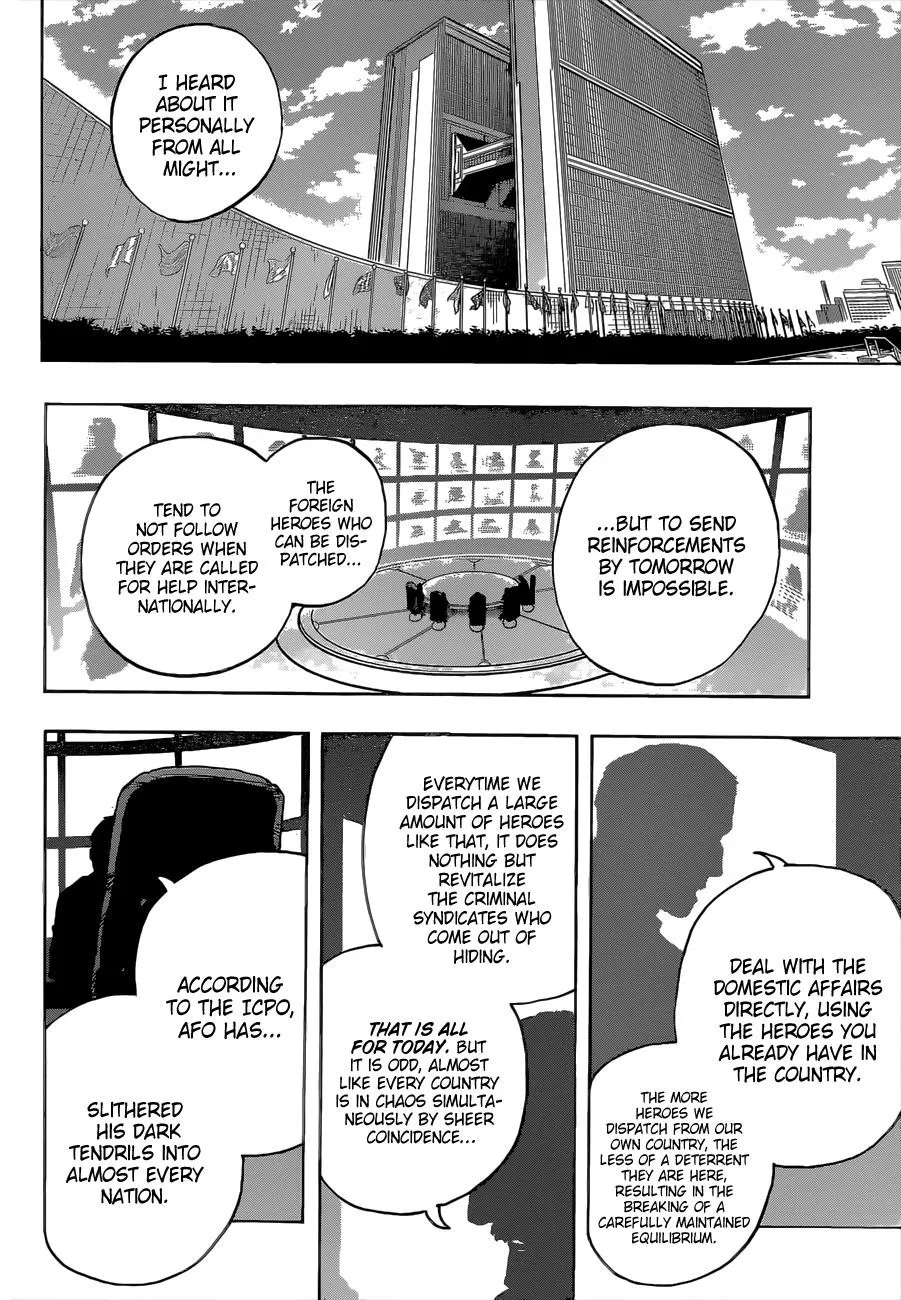 I HEARD
ABOUT IT
PERSONALLY
FROM ALL
MIGHT...
...BUT TO SEND
REINFORCEMENTS
BY TOMORROW
IS IMPOSSIBLE.
THE
FOREIGN
HEROES WHO
CAN BE DIS-
PATCHED...
TEND TO
NOT FOLLOW
ORDERS WHEN
THEY ARE CALLED
FOR HELP INTER-
NATIONALLY.
DEAL WITH THE
DOMESTIC AFFAIRS
DIRECTLY, USING
THE HEROES YOU
ALREADY HAVE IN
THE COUNTRY.
THE MORE
HEROES WE
DISPATCH FROM OUR
OWN COUNTRY, THE
LESS OF A DETERRENT
THEY ARE HERE,
RESULTING IN THE
BREAKING OF A
CAREFULLY MAINTAINED
EQUILIBRIUM.
EVERYTIME WE
DISPATCH A LARGE
AMOUNT OF HEROES
LIKE THAT, IT DOES
NOTHING BUT
REVITALIZE
THE CRIMINAL
SYNDICATES WHO
COME OUT OF
HIDING.
THAT IS ALL
FOR TODAY. BUT
IT IS ODD, ALMOST
LIKE EVERY COUNTRY
IS IN CHAOS SIMULTA-
NEOUSLY BY SHEER
COINCIDENCE...
ACCORDING
TO THE ICPO,
AFO HAS...
SLITHERED
HIS DARK
TENDRILS INTO
ALMOST EVERY
NATION.